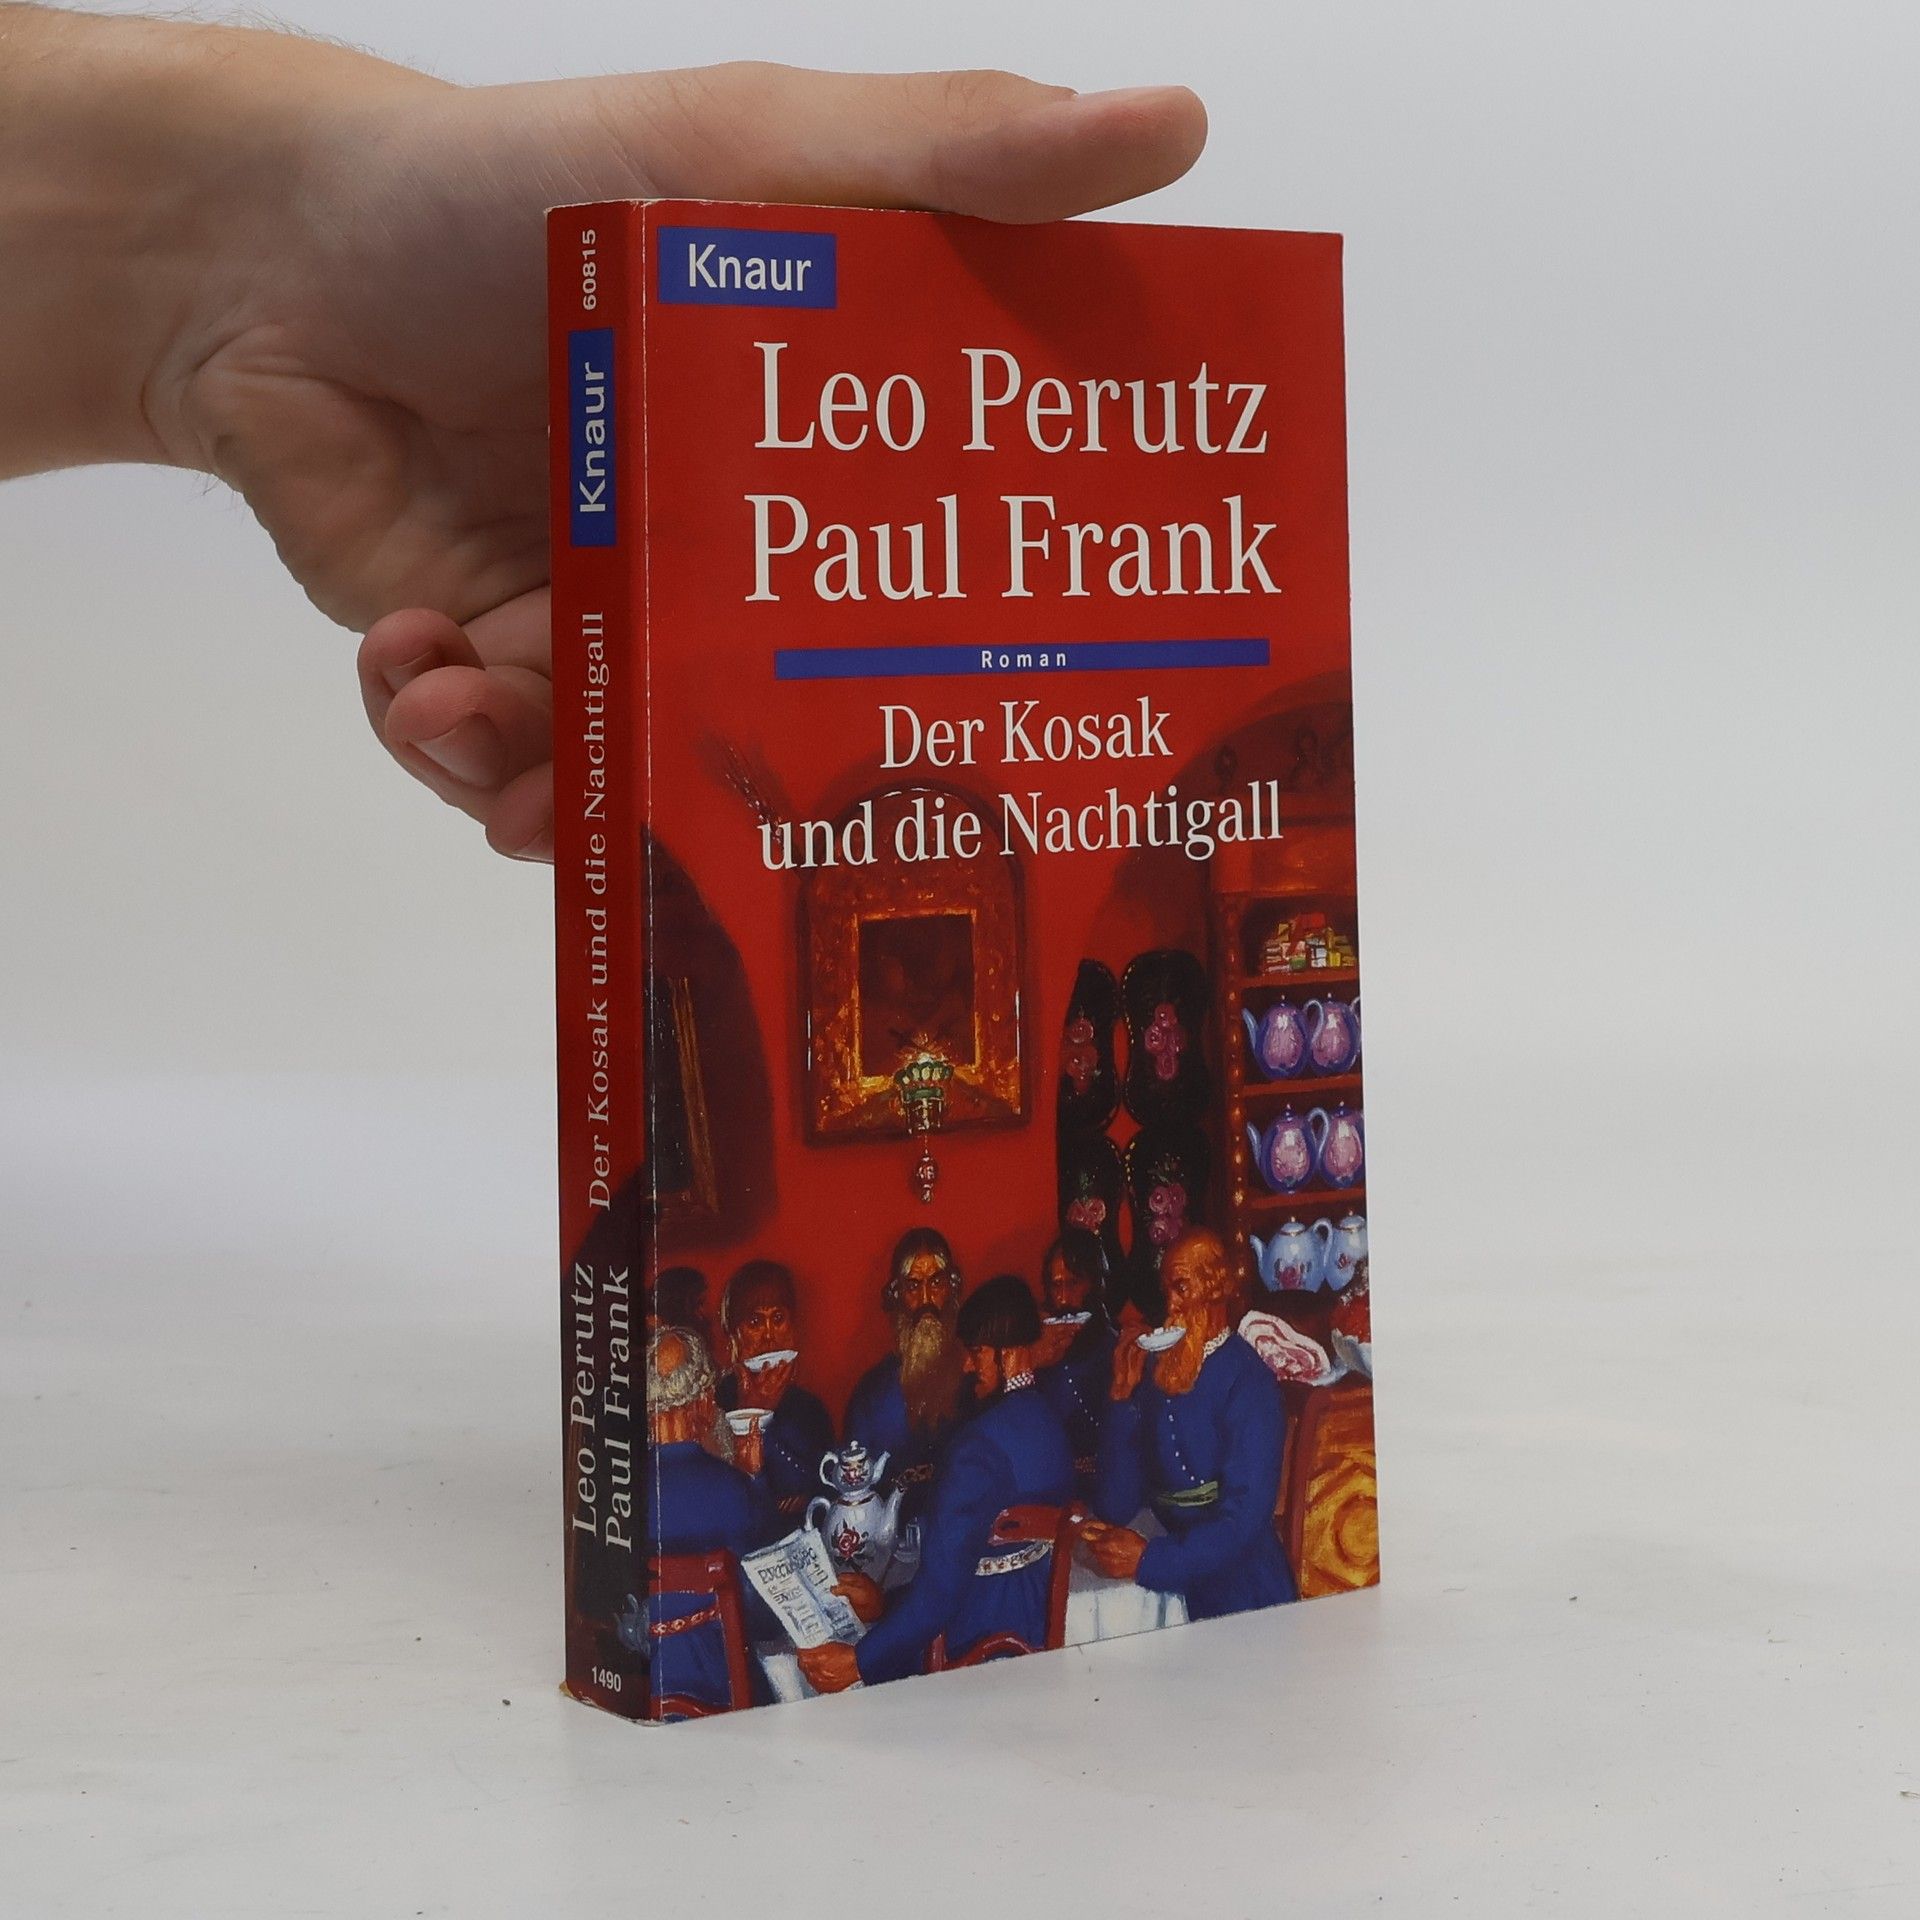 Knaur
Leo Perutz
Paul Frank
Roman
Der Kosak
und die Nachtigall
60815
Knaur
Der Kosak und die Nachtigall
Leo Perutz
Paul Frank
1490